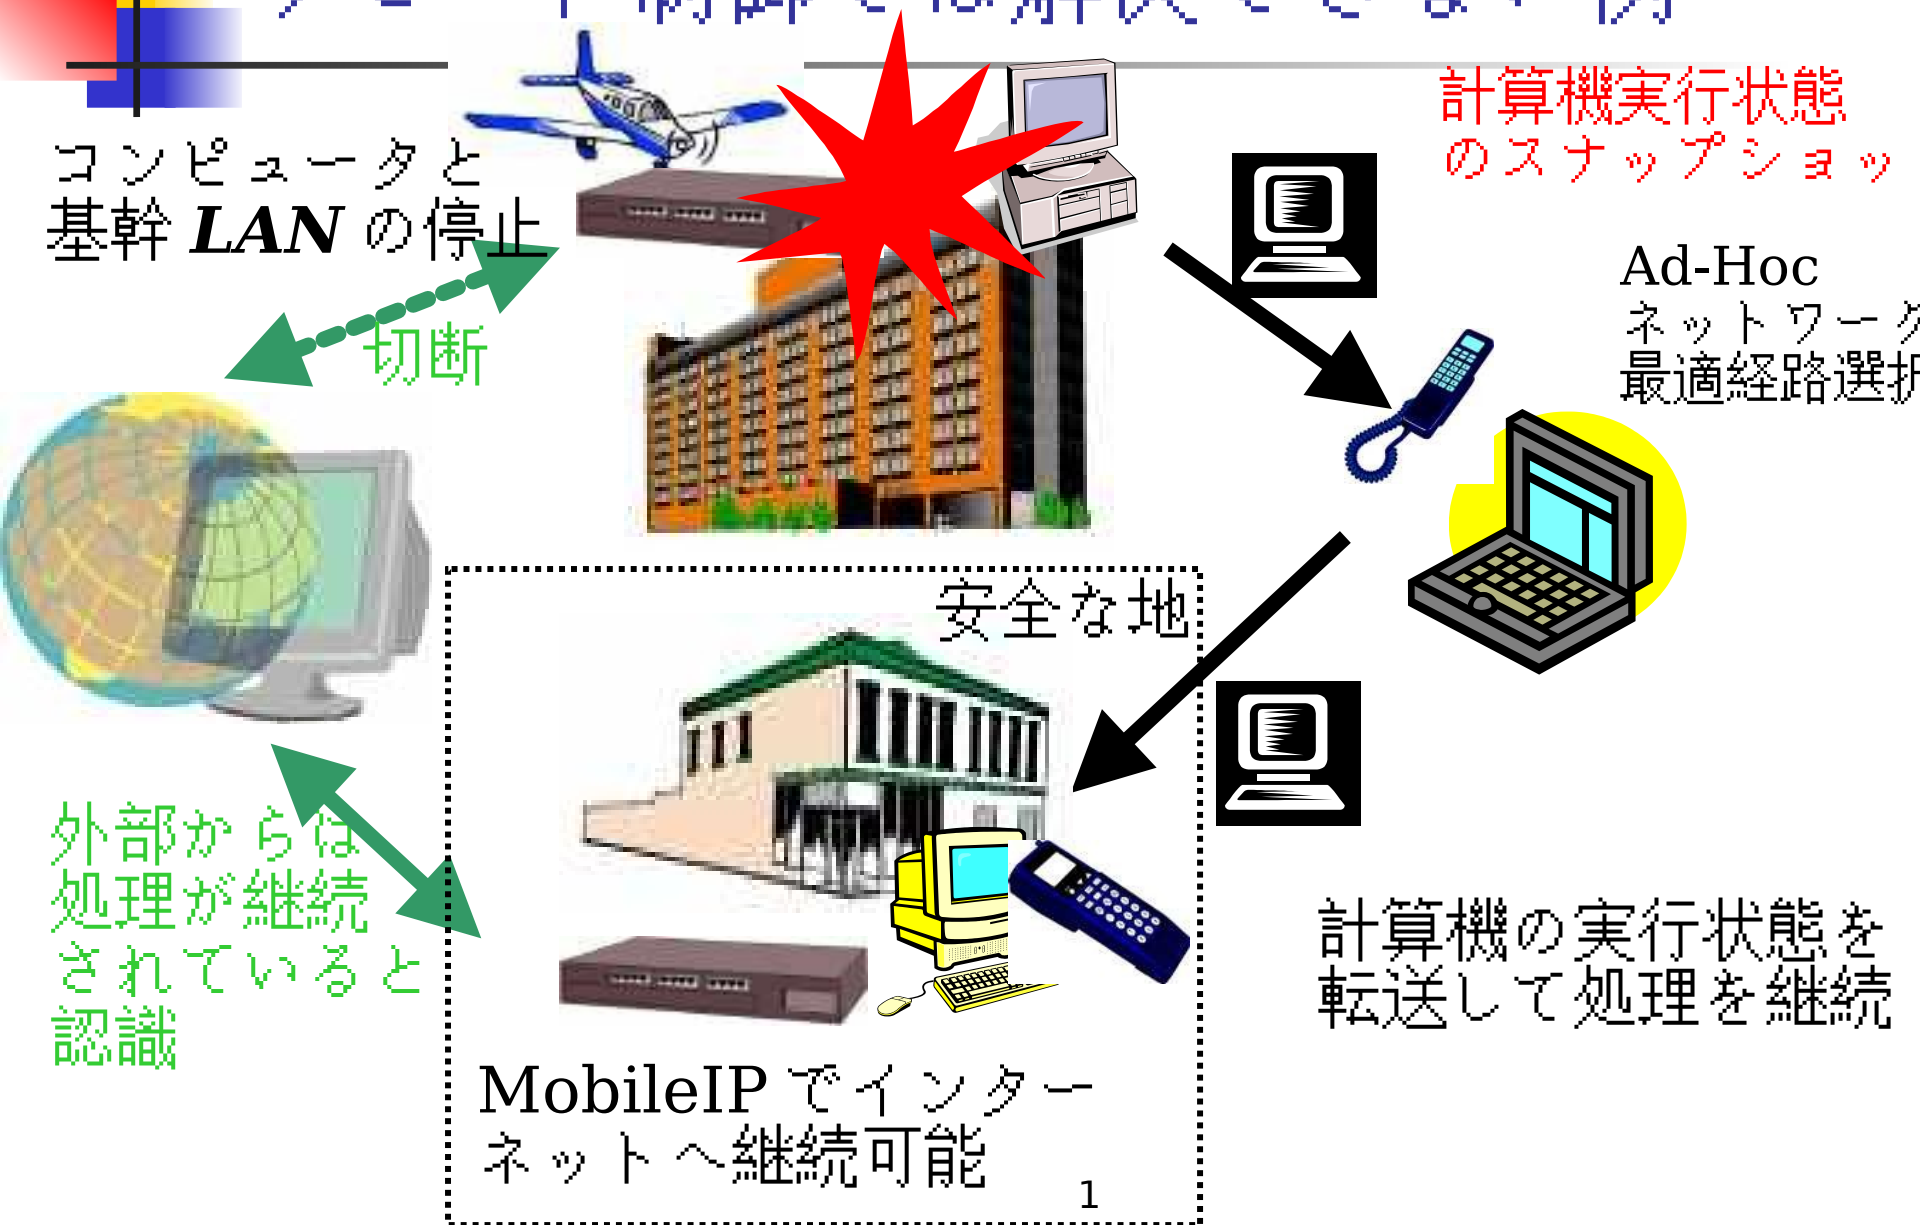 計算機実行状態
のスナップショッ
コンピュータと
基幹 LAN の停止
Ad-Hoc
ネットワーク
最適経路選択
切断
安全な地
外部からは
処理が継続
されていると
認識
計算機の実行状態を
転送して処理を継続
MobileIP でインター
ネットへ継続可能
1